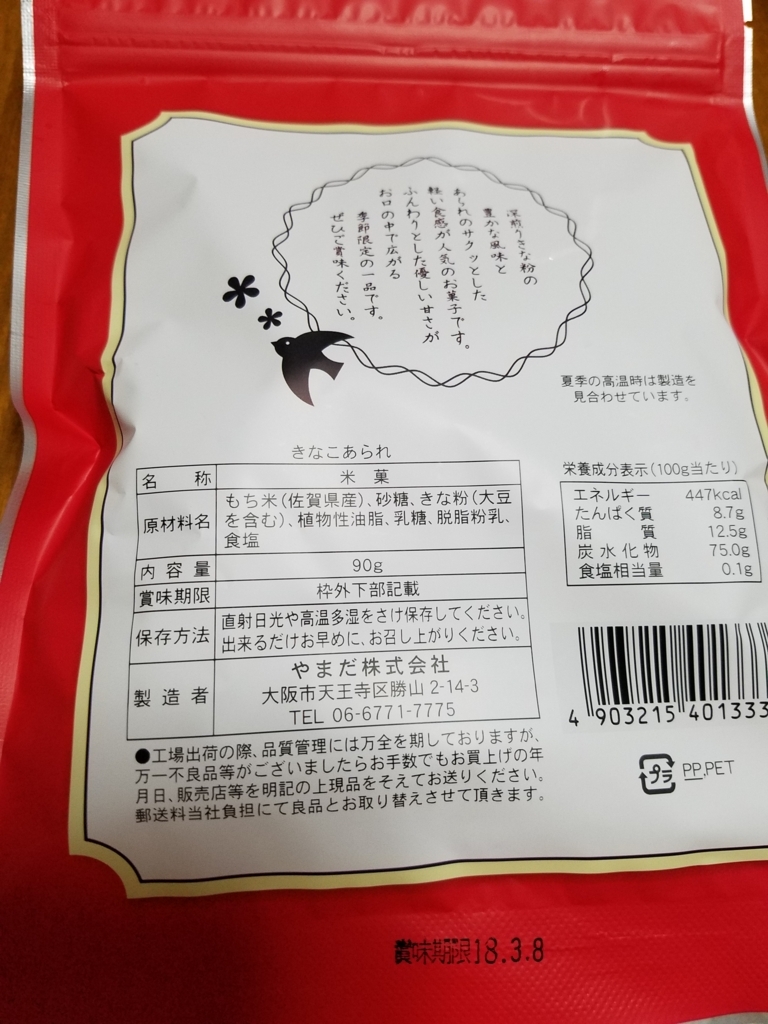 深煎りきな粉の
豊かな風味と
あられのサクッとした
軽い食感が人気のお菓子です。
ふんわりとした優しい甘さが
お口の中で広がる
季節限定の一品です。
ぜひご賞味ください。
夏季の高温時は製造を
見合わせています。
きなこあられ
名称 米菓
原材料名 もち米(佐賀県産)、砂糖、きな粉(大豆
を含む)、植物性油脂、乳糖、脱脂粉乳、
食塩
内容量 90g
賞味期限 枠外下部記載
保存方法 直射日光や高温多湿をさけ保存してください。
出来るだけお早めに、お召し上がりください。
製造者 やまだ株式会社
大阪市天王寺区勝山 2-14-3
TEL 06-6771-7775
栄養成分表示(100g当たり)
エネルギー 447kcal
たんぱく質 8.7g
脂質 12.5g
炭水化物 75.0g
食塩相当量 0.1g
4 903215 401333
プラ PP.PET
●工場出荷の際、品質管理には万全を期しておりますが、
万一不良品等がございましたらお手数でもお買上げの年
月日、販売店等を明記の上現品をそえてお送りください。
郵送料当社負担にて良品とお取り替えさせて頂きます。
賞味期限18.3.8